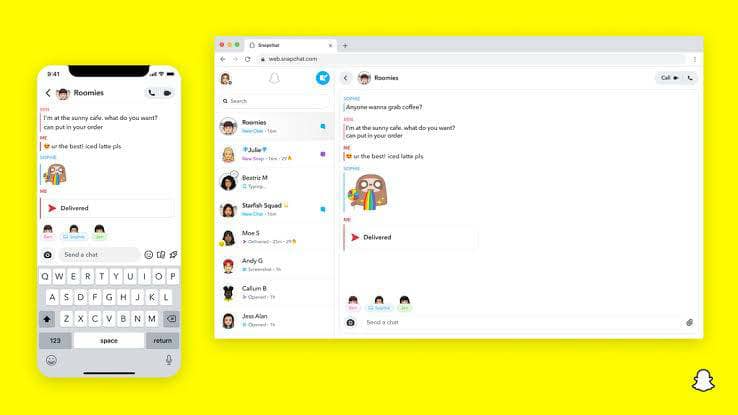 9:41
Roomies
BEN
I'm at the sunny cafe. what do you want?
can put in your order
ME
😍 ur the best! iced latte pls
SOPHIE
ME
Delivered
Ben
Sophie
Jen
Send a chat
Q W E R T Y U I O P
A S D F G H J K L
Z X C V B N M
123
space
return
Snapchat
web.snapchat.com
Search
Roomies
New Chat · 16m
Julie
New Snap · 16m · 29🔥
Beatriz M
Typing...
Starfish Squad
New Chat · 16m
Moe S
Delivered · 21m · 29🔥
Andy G
Screenshot · 1h
Callum B
Opened · 1h
Jess Alan
Opened · 1h
Roomies
Call
SOPHIE
Anyone wanna grab coffee?
BEN
I'm at the sunny cafe. what do you want?
can put in your order
ME
😍 ur the best! iced latte pls
SOPHIE
ME
Delivered
Ben
Sophie
Jen
Send a chat